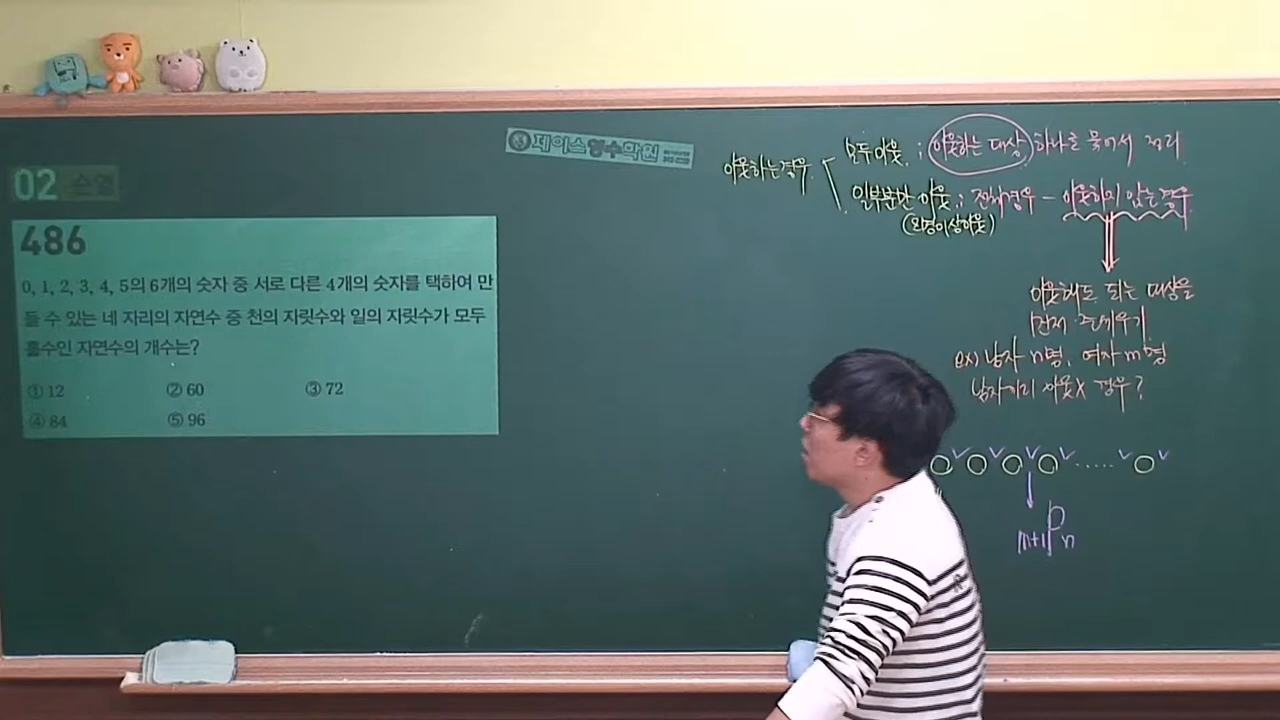 제이스영수학원
02 순열
486
0, 1, 2, 3, 4, 5의 6개의 숫자 중 서로 다른 4개의 숫자를 택하여 만
들 수 있는 네 자리의 자연수 중 천의 자릿수와 일의 자릿수가 모두
홀수인 자연수의 개수는?
① 12 ② 60 ③ 72
④ 84 ⑤ 96
이웃하는경우
모두이웃 ; 이웃하는 대상 하나로 묶어서 정리
일부분만 이웃 ; 전체경우 - 이웃하지 않는 경우
이웃해도 되는 대상을
먼저 줄세우기
ex) 남자 n명, 여자 m명
남자끼리 이웃X 경우?
m+1Pn